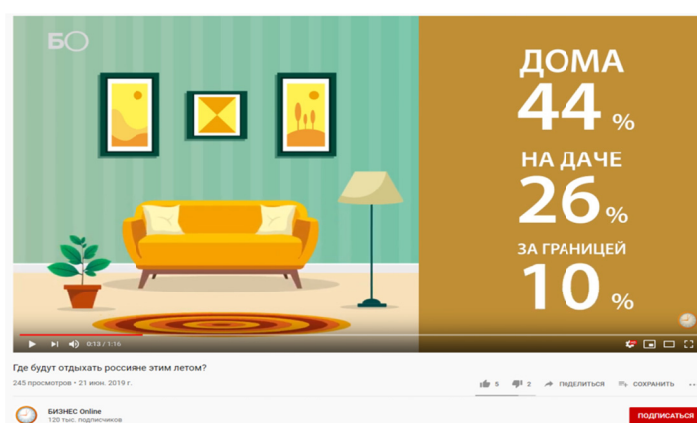 БО
ДОМА
44 %
НА ДАЧЕ
26 %
ЗА ГРАНИЦЕЙ
10 %
0:13 / 1:16
Где будут отдыхать россияне этим летом?
245 просмотров • 21 июн. 2019 г.
5
2
ПОДЕЛИТЬСЯ
СОХРАНИТЬ
БИЗНЕС Online
120 тыс. подписчиков
ПОДПИСАТЬСЯ